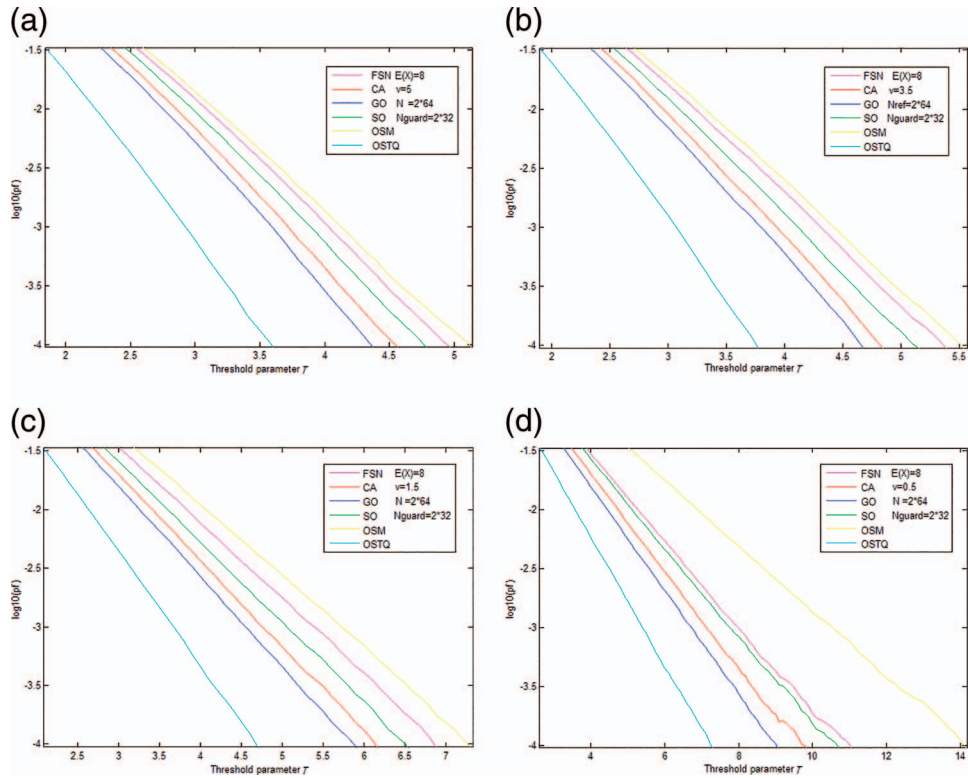 (a)
-1.5
-2
-2.5
-3
-3.5
-4
log10(pf)
FSN E(X)=8
CA v=5
GO N =2*64
SO Nguard=2*32
OSM
OSTQ
2 2.5 3 3.5 4 4.5 5
Threshold parameter T
(b)
-1.5
-2
-2.5
-3
-3.5
-4
log10(pf)
FSN E(X)=8
CA v=3.5
GO Nref=2*64
SO Nguard=2*32
OSM
OSTQ
2 2.5 3 3.5 4 4.5 5 5.5
Threshold parameter T
(c)
-1.5
-2
-2.5
-3
-3.5
-4
log10(pf)
FSN E(X)=8
CA v=1.5
GO N =2*64
SO Nguard=2*32
OSM
OSTQ
2.5 3 3.5 4 4.5 5 5.5 6 6.5 7
Threshold parameter T
(d)
-1.5
-2
-2.5
-3
-3.5
-4
log10(pf)
FSN E(X)=8
CA v=0.5
GO N =2*64
SO Nguard=2*32
OSM
OSTQ
4 6 8 10 12 14
Threshold parameter T